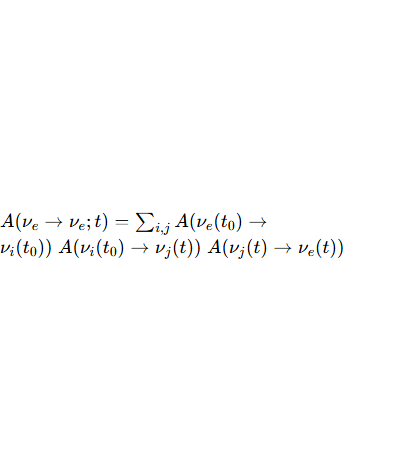 A(ν_e → ν_e; t) = ∑_{i,j} A(ν_e(t_0) →
ν_i(t_0)) A(ν_i(t_0) → ν_j(t)) A(ν_j(t) → ν_e(t))